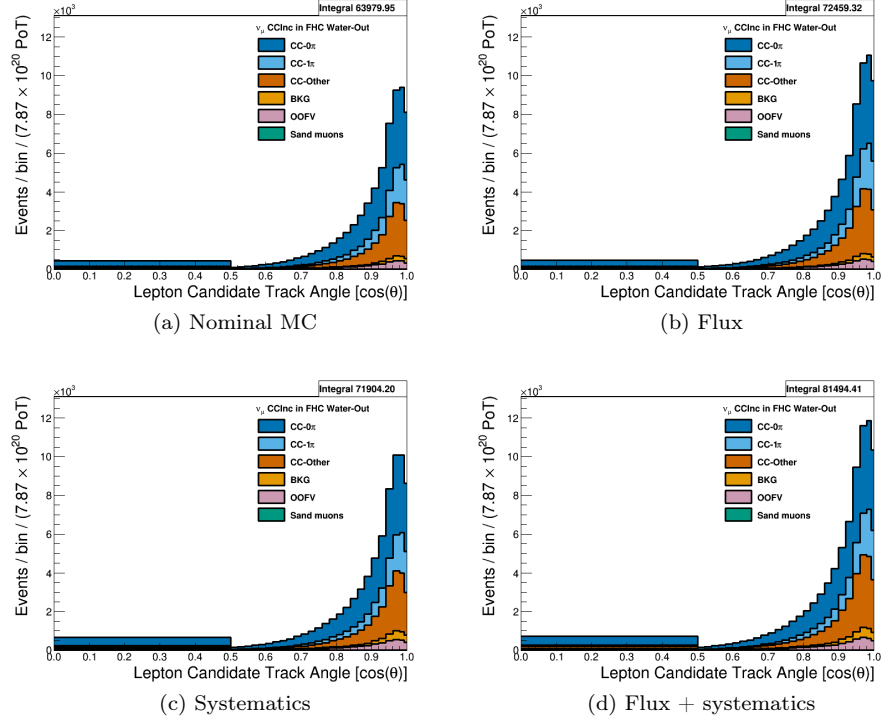 Integral 63979.95
×10³
νμ CCInc in FHC Water-Out
CC-0π
CC-1π
CC-Other
BKG
OOFV
Sand muons
Events / bin / (7.87 × 10²⁰ PoT)
12
10
8
6
4
2
0
0.0 0.1 0.2 0.3 0.4 0.5 0.6 0.7 0.8 0.9 1.0
Lepton Candidate Track Angle [cos(θ)]
(a) Nominal MC
Integral 72459.32
×10³
νμ CCInc in FHC Water-Out
CC-0π
CC-1π
CC-Other
BKG
OOFV
Sand muons
Events / bin / (7.87 × 10²⁰ PoT)
12
10
8
6
4
2
0
0.0 0.1 0.2 0.3 0.4 0.5 0.6 0.7 0.8 0.9 1.0
Lepton Candidate Track Angle [cos(θ)]
(b) Flux
Integral 71904.20
×10³
νμ CCInc in FHC Water-Out
CC-0π
CC-1π
CC-Other
BKG
OOFV
Sand muons
Events / bin / (7.87 × 10²⁰ PoT)
12
10
8
6
4
2
0
0.0 0.1 0.2 0.3 0.4 0.5 0.6 0.7 0.8 0.9 1.0
Lepton Candidate Track Angle [cos(θ)]
(c) Systematics
Integral 81494.41
×10³
νμ CCInc in FHC Water-Out
CC-0π
CC-1π
CC-Other
BKG
OOFV
Sand muons
Events / bin / (7.87 × 10²⁰ PoT)
12
10
8
6
4
2
0
0.0 0.1 0.2 0.3 0.4 0.5 0.6 0.7 0.8 0.9 1.0
Lepton Candidate Track Angle [cos(θ)]
(d) Flux + systematics